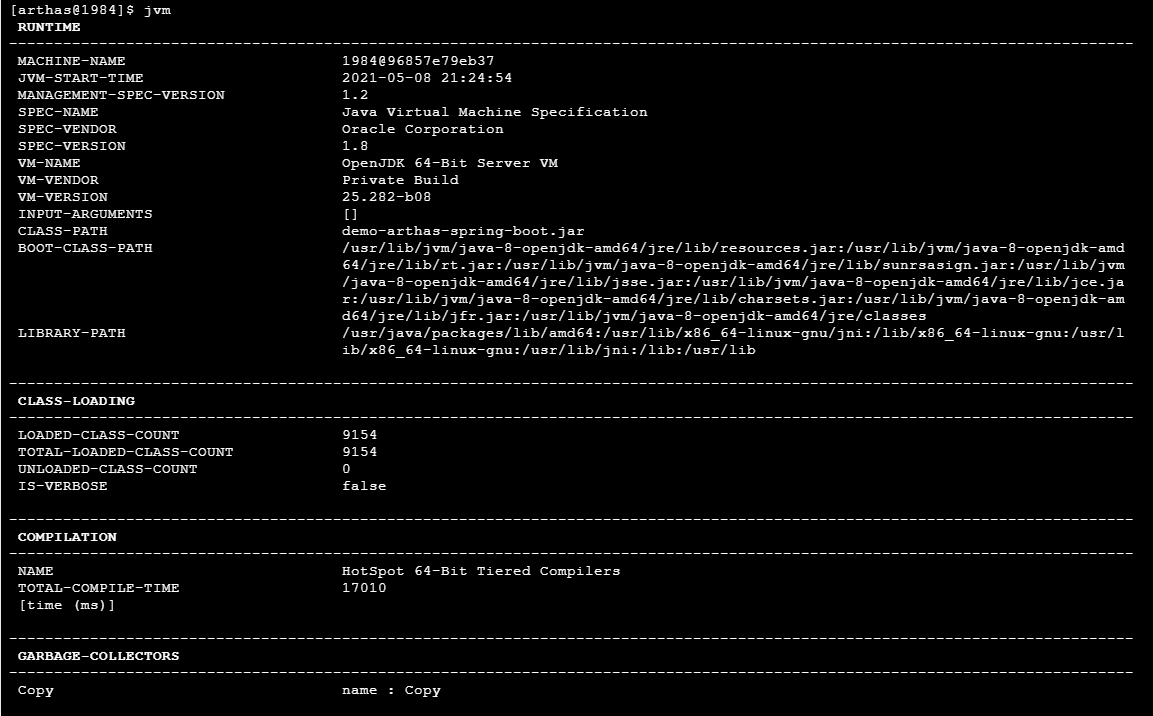 [arthas@1984]$ jvm
RUNTIME
MACHINE-NAME 1984@96857e79eb37
JVM-START-TIME 2021-05-08 21:24:54
MANAGEMENT-SPEC-VERSION 1.2
SPEC-NAME Java Virtual Machine Specification
SPEC-VENDOR Oracle Corporation
SPEC-VERSION 1.8
VM-NAME OpenJDK 64-Bit Server VM
VM-VENDOR Private Build
VM-VERSION 25.282-b08
INPUT-ARGUMENTS []
CLASS-PATH demo-arthas-spring-boot.jar
BOOT-CLASS-PATH /usr/lib/jvm/java-8-openjdk-amd64/jre/lib/resources.jar:/usr/lib/jvm/java-8-openjdk-amd
64/jre/lib/rt.jar:/usr/lib/jvm/java-8-openjdk-amd64/jre/lib/sunrsasign.jar:/usr/lib/jvm
/java-8-openjdk-amd64/jre/lib/jsse.jar:/usr/lib/jvm/java-8-openjdk-amd64/jre/lib/jce.ja
r:/usr/lib/jvm/java-8-openjdk-amd64/jre/lib/charsets.jar:/usr/lib/jvm/java-8-openjdk-am
d64/jre/lib/jfr.jar:/usr/lib/jvm/java-8-openjdk-amd64/jre/classes
LIBRARY-PATH /usr/java/packages/lib/amd64:/usr/lib/x86_64-linux-gnu/jni:/lib/x86_64-linux-gnu:/usr/l
ib/x86_64-linux-gnu:/usr/lib/jni:/lib:/usr/lib
CLASS-LOADING
LOADED-CLASS-COUNT 9154
TOTAL-LOADED-CLASS-COUNT 9154
UNLOADED-CLASS-COUNT 0
IS-VERBOSE false
COMPILATION
NAME HotSpot 64-Bit Tiered Compilers
TOTAL-COMPILE-TIME 17010
[time (ms)]
GARBAGE-COLLECTORS
Copy name : Copy